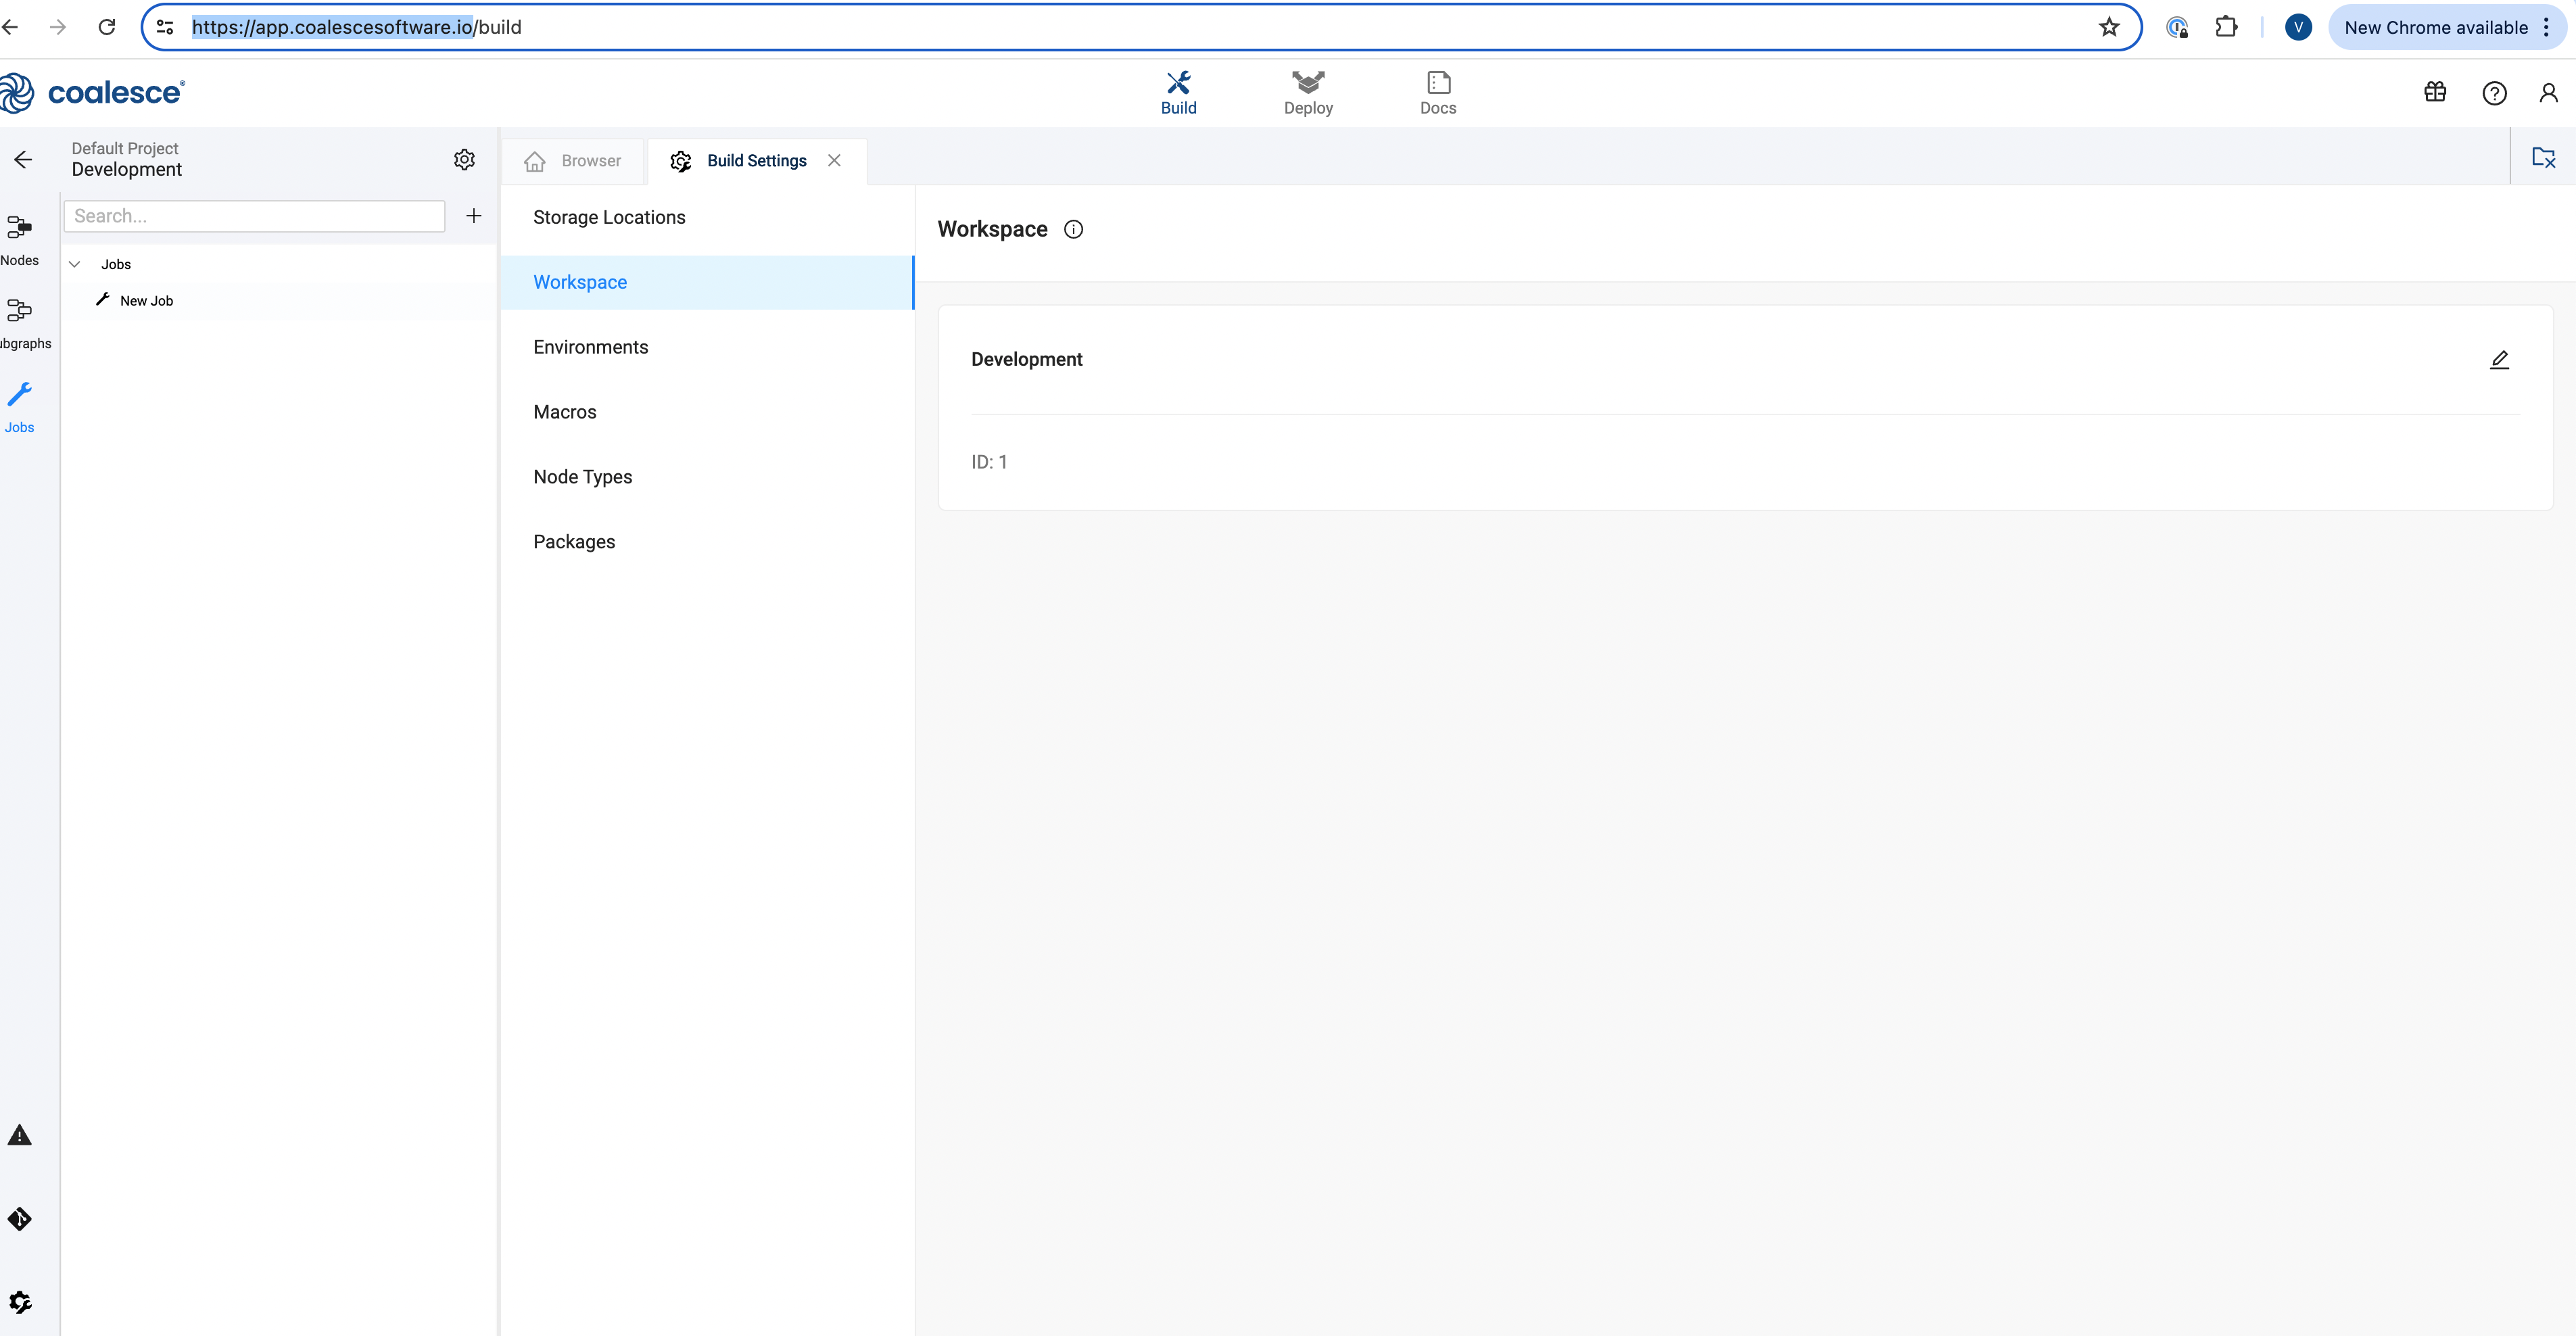 https://app.coalescesoftware.io/build
V
New Chrome available
coalesce®
Build
Deploy
Docs
Default Project
Development
Browser
Build Settings
Search...
Nodes
ubgraphs
Jobs
Jobs
New Job
Storage Locations
Workspace
Environments
Macros
Node Types
Packages
Workspace
Development
ID: 1